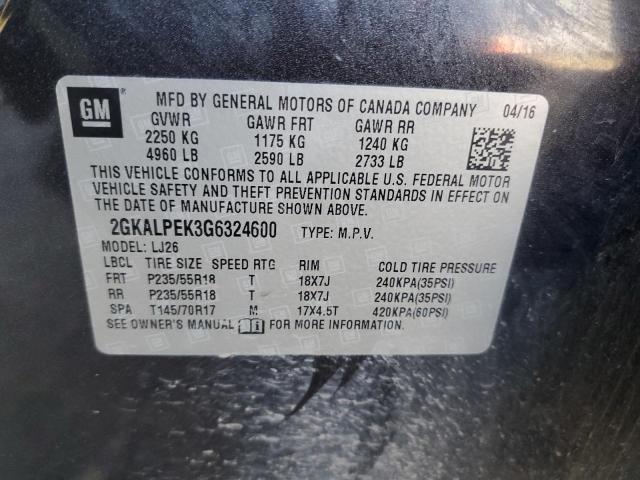 GM
MFD BY GENERAL MOTORS OF CANADA COMPANY 04/16
GVWR GAWR FRT GAWR RR
2250 KG 1175 KG 1240 KG
4960 LB 2590 LB 2733 LB
THIS VEHICLE CONFORMS TO ALL APPLICABLE U.S. FEDERAL MOTOR
VEHICLE SAFETY AND THEFT PREVENTION STANDARDS IN EFFECT ON
THE DATE OF MANUFACTURE SHOWN ABOVE.
2GKALPEK3G6324600 TYPE: M.P.V.
MODEL: LJ26
LBCL TIRE SIZE SPEED RTG RIM COLD TIRE PRESSURE
FRT P235/55R18 T 18X7J 240KPA(35PSI)
RR P235/55R18 T 18X7J 240KPA(35PSI)
SPA T145/70R17 M 17X4.5T 420KPA(60PSI)
SEE OWNER'S MANUAL FOR MORE INFORMATION.